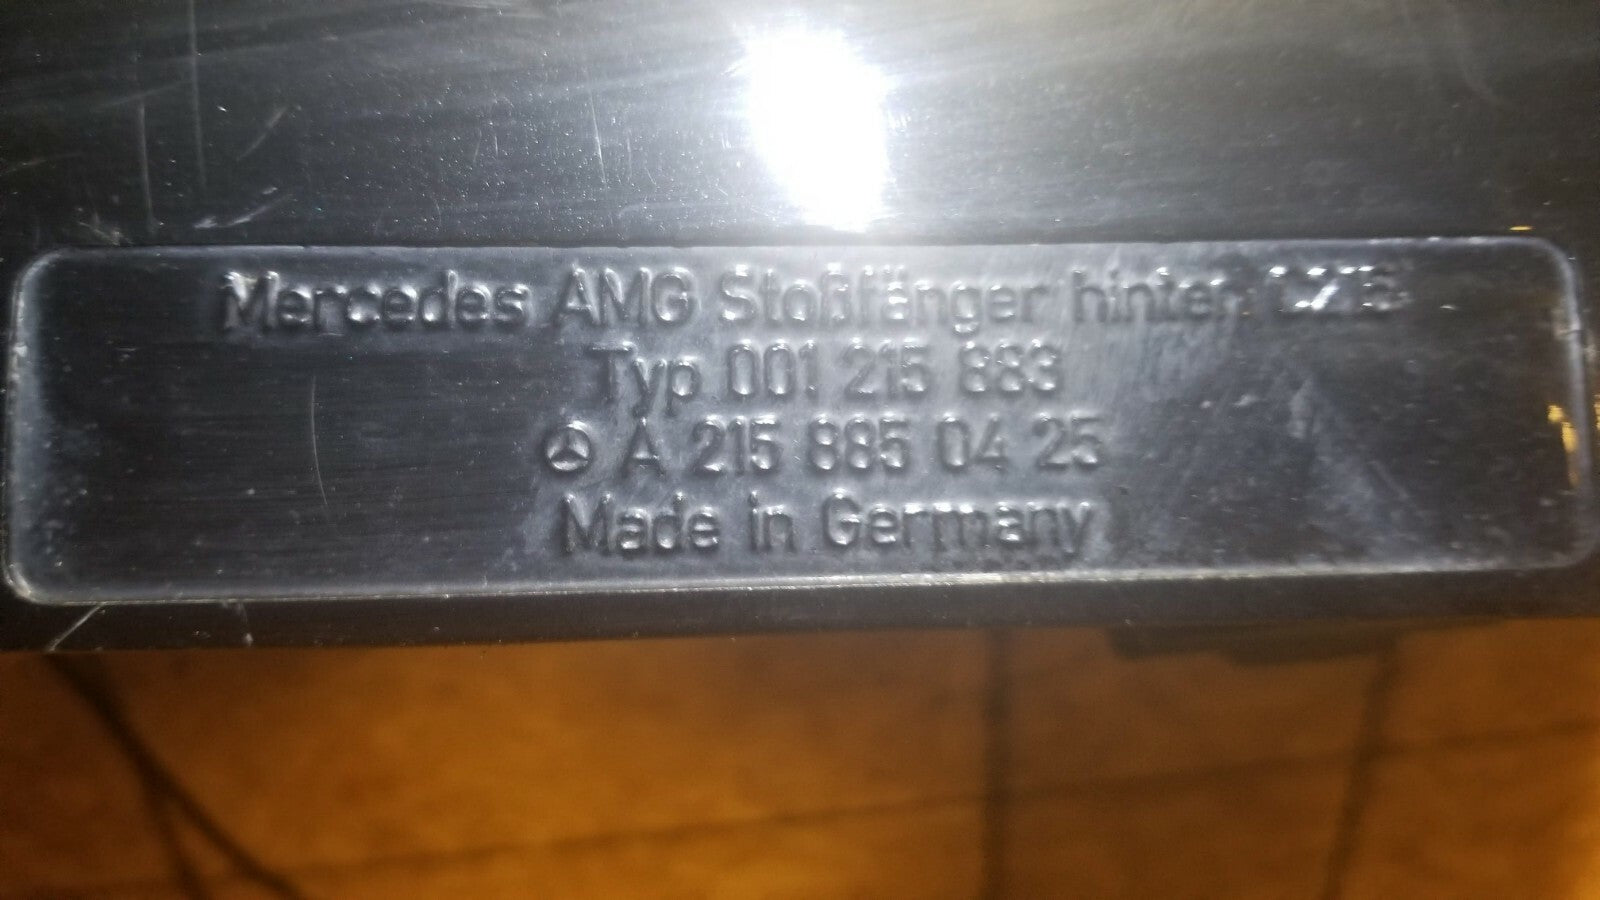 Mercedes AMG Stoßfänger hinten
Typ 001 215 883
A 215 885 04 25
Made in Germany